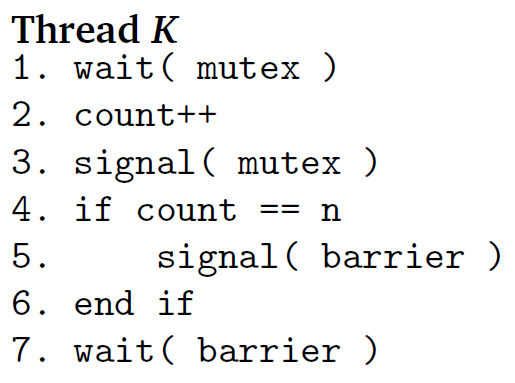 Thread K
1. wait( mutex )
2. count++
3. signal( mutex )
4. if count == n
5.     signal( barrier )
6. end if
7. wait( barrier )